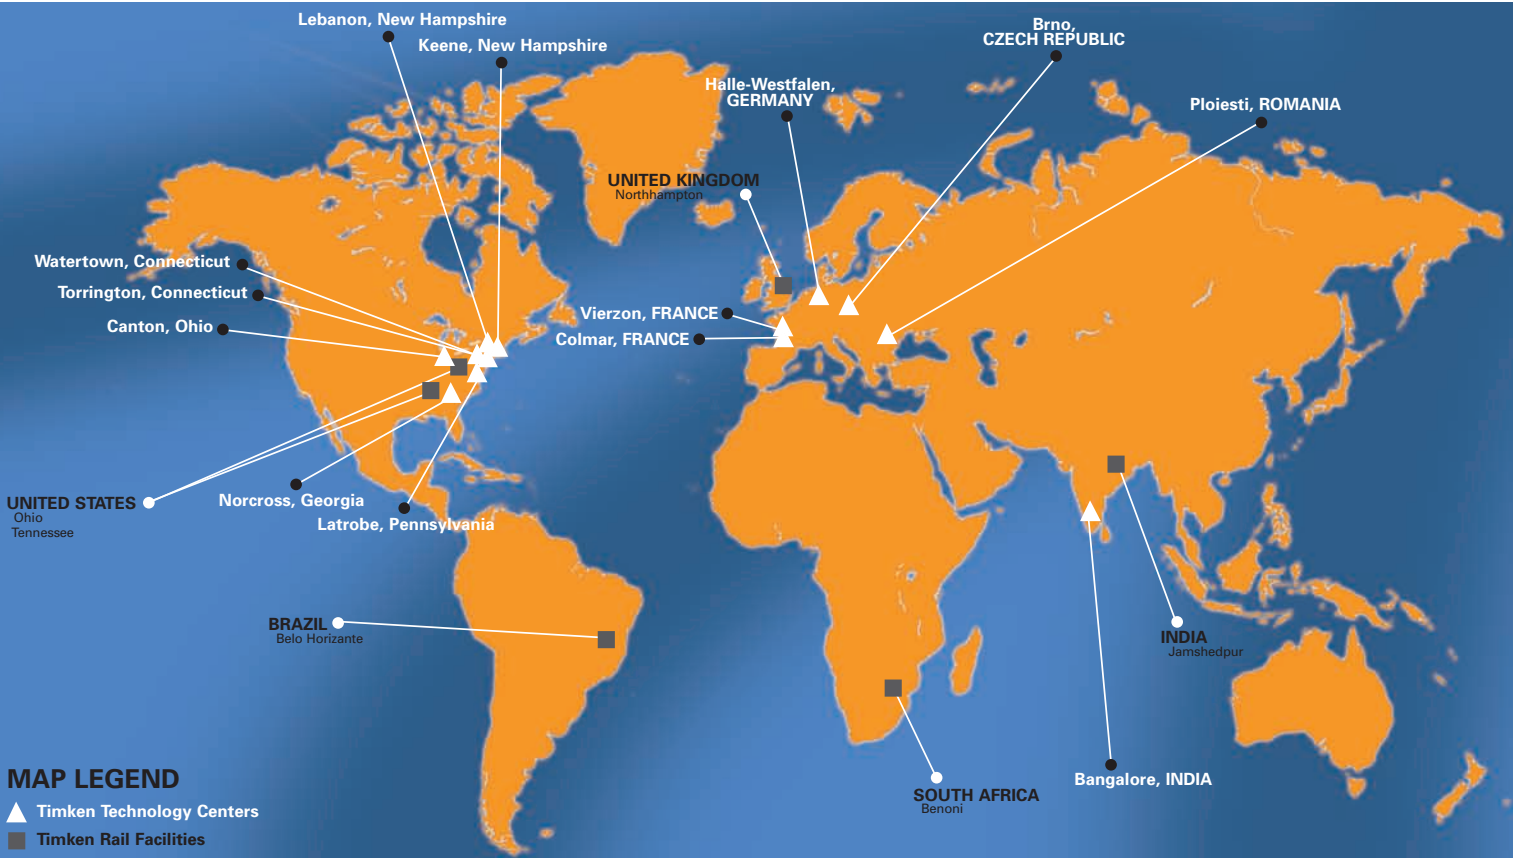 Lebanon, New Hampshire
Keene, New Hampshire
Brno,
CZECH REPUBLIC
Halle-Westfalen,
GERMANY
Ploiesti, ROMANIA
UNITED KINGDOM
Northhampton
Watertown, Connecticut
Torrington, Connecticut
Canton, Ohio
Vierzon, FRANCE
Colmar, FRANCE
UNITED STATES
Ohio
Tennessee
Norcross, Georgia
Latrobe, Pennsylvania
BRAZIL
Belo Horizante
INDIA
Jamshedpur
SOUTH AFRICA
Benoni
Bangalore, INDIA
MAP LEGEND
Timken Technology Centers
Timken Rail Facilities